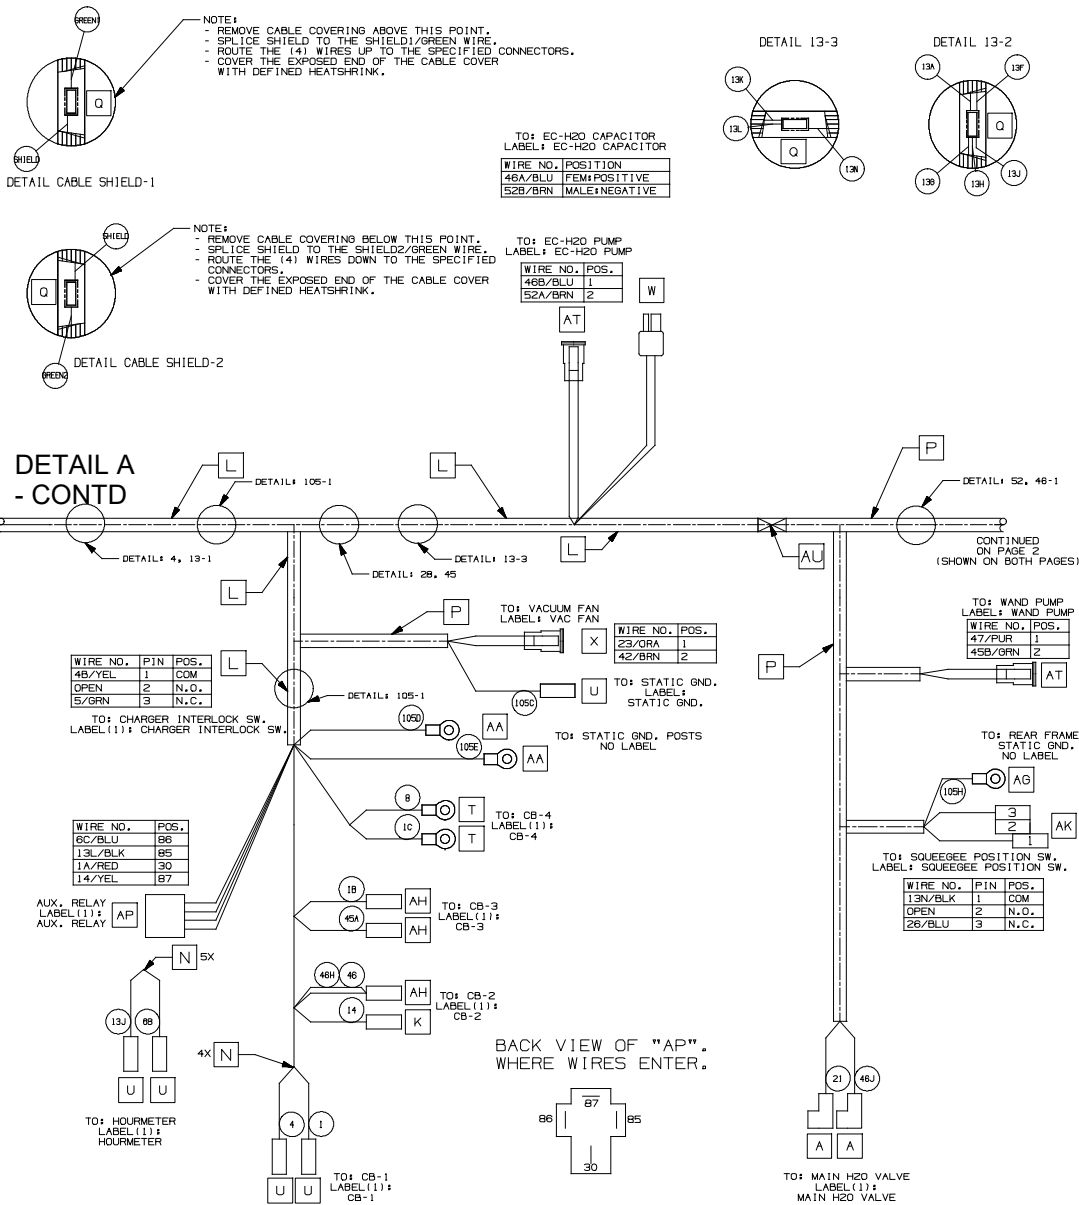 GREEN1
NOTE:
- REMOVE CABLE COVERING ABOVE THIS POINT.
- SPLICE SHIELD TO THE SHIELD1/GREEN WIRE.
- ROUTE THE (4) WIRES UP TO THE SPECIFIED CONNECTORS.
- COVER THE EXPOSED END OF THE CABLE COVER
WITH DEFINED HEATSHRINK.
Q
SHIELD
DETAIL CABLE SHIELD-1
DETAIL 13-3
13K
13L
Q
13N
DETAIL 13-2
13A
13F
Q
13B
13H
13J
TO: EC-H2O CAPACITOR
LABEL: EC-H2O CAPACITOR
WIRE NO. POSITION
46A/BLU FEM:POSITIVE
52B/BRN MALE:NEGATIVE
SHIELD
NOTE:
- REMOVE CABLE COVERING BELOW THIS POINT.
- SPLICE SHIELD TO THE SHIELD2/GREEN WIRE.
- ROUTE THE (4) WIRES DOWN TO THE SPECIFIED
CONNECTORS.
- COVER THE EXPOSED END OF THE CABLE COVER
WITH DEFINED HEATSHRINK.
Q
DETAIL CABLE SHIELD-2
GREEN2
TO: EC-H2O PUMP
LABEL: EC-H2O PUMP
WIRE NO. POS.
46B/BLU 1
52A/BRN 2
AT
W
DETAIL A
- CONTD
L
DETAIL: 105-1
L
P
DETAIL: 52, 46-1
DETAIL: 4, 13-1
L
DETAIL: 28, 45
DETAIL: 13-3
L
AU
CONTINUED
ON PAGE 2
(SHOWN ON BOTH PAGES)
P
TO: VACUUM FAN
LABEL: VAC FAN
X
WIRE NO. POS.
23/ORA 1
42/BRN 2
TO: WAND PUMP
LABEL: WAND PUMP
WIRE NO. POS.
47/PUR 1
45B/GRN 2
P
AT
WIRE NO. PIN POS.
4B/YEL 1 COM
OPEN 2 N.O.
5/GRN 3 N.C.
L
DETAIL: 105-1
TO: CHARGER INTERLOCK SW.
LABEL(1): CHARGER INTERLOCK SW.
105C
U
TO: STATIC GND.
LABEL:
STATIC GND.
105D
AA
105E
AA
TO: STATIC GND. POSTS
NO LABEL
TO: REAR FRAME
STATIC GND.
NO LABEL
105H
AG
3
2
1
AK
TO: SQUEEGEE POSITION SW.
LABEL: SQUEEGEE POSITION SW.
WIRE NO. PIN POS.
13N/BLK 1 COM
OPEN 2 N.O.
26/BLU 3 N.C.
WIRE NO. POS.
6C/BLU 86
13L/BLK 85
1A/RED 30
14/YEL 87
T
1C
T
TO: CB-4
LABEL(1):
CB-4
AUX. RELAY
LABEL(1):
AUX. RELAY
AP
1B
AH
45A
AH
TO: CB-3
LABEL(1):
CB-3
N 5X
13J
6B
U U
TO: HOURMETER
LABEL(1):
HOURMETER
46H
46
AH
14
K
TO: CB-2
LABEL(1):
CB-2
4X N
4
1
U U
TO: CB-1
LABEL(1):
CB-1
BACK VIEW OF "AP".
WHERE WIRES ENTER.
87
86
85
30
21
46J
A A
TO: MAIN H2O VALVE
LABEL(1):
MAIN H2O VALVE